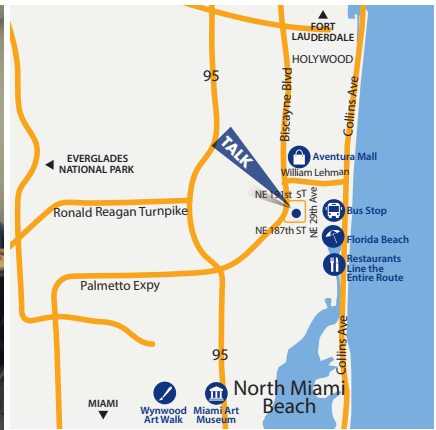 FORT
LAUDERDALE
HOLYWOOD
95
Biscayne Blvd
Collins Ave
TALK
Aventura Mall
William Lehman
EVERGLADES
NATIONAL PARK
NE 191st ST
NE 29th Ave
Bus Stop
Ronald Reagan Turnpike
NE 187th ST
Florida Beach
Restaurants
Line the
Entire Route
Palmetto Expy
Collins Ave
95
North Miami
Beach
MIAMI
Wynwood
Art Walk
Miami Art
Museum